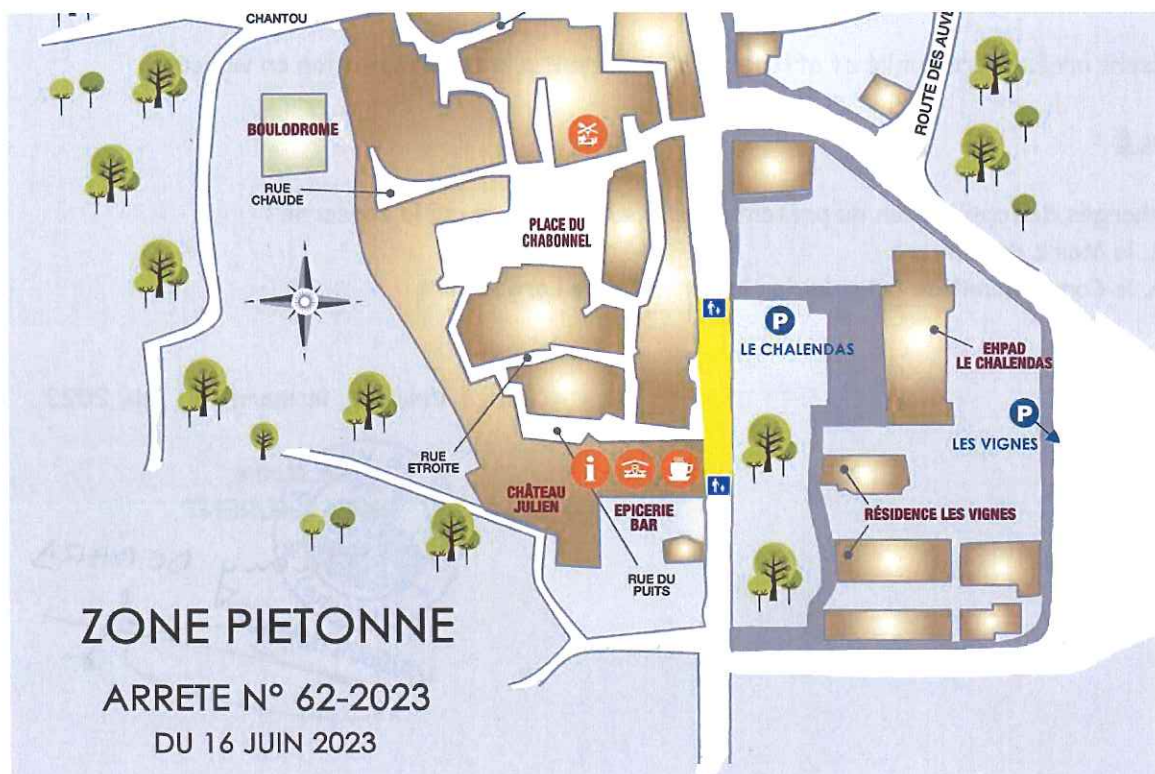 CHANTOU
ROUTE DES AUVE
BOULODROME
RUE
CHAUDE
PLACE DU
CHABONNEL
P
LE CHALENDAS
EHPAD
LE CHALENDAS
P
LES VIGNES
RUE
ETROITE
i
CHÂTEAU
JULIEN
EPICERIE
BAR
RÉSIDENCE LES VIGNES
RUE DU
PUITS
ZONE PIETONNE
ARRETE N° 62-2023
DU 16 JUIN 2023